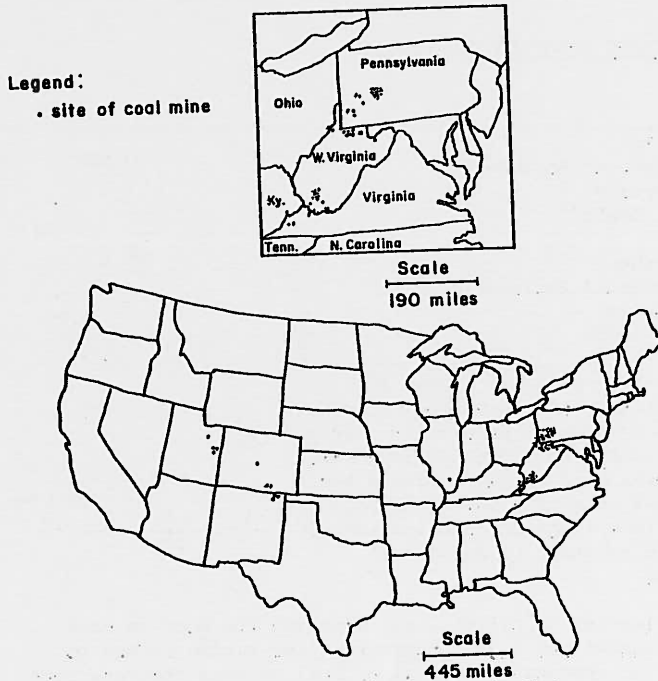 Legend:
. site of coal mine
Pennsylvania
Ohio
W. Virginia
Ky.
Virginia
Tenn.
N. Carolina
Scale
190 miles
Scale
445 miles